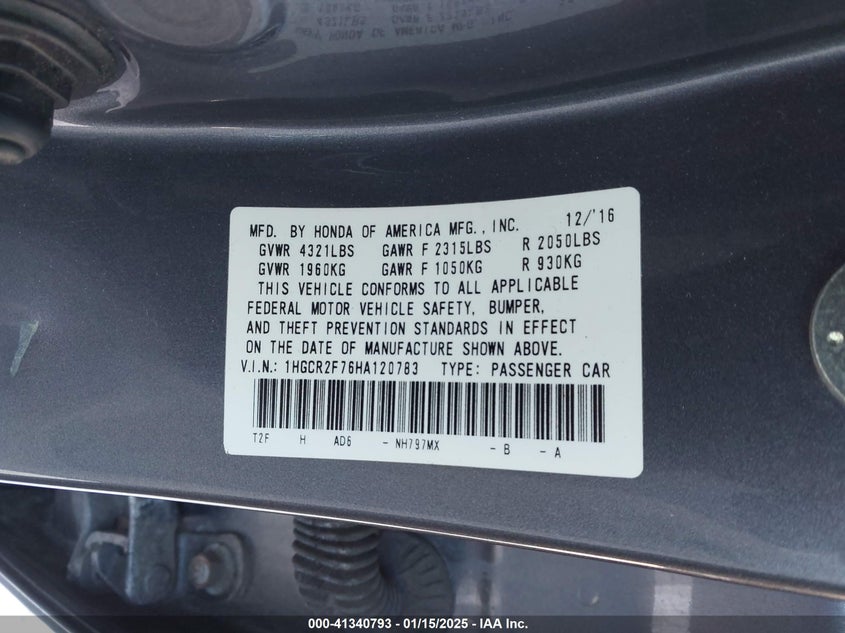 MFD. BY HONDA OF AMERICA MFG., INC. 12/'16
GVWR 4321LBS GAWR F 2315LBS R 2050LBS
GVWR 1960KG GAWR F 1050KG R 930KG
THIS VEHICLE CONFORMS TO ALL APPLICABLE
FEDERAL MOTOR VEHICLE SAFETY, BUMPER,
AND THEFT PREVENTION STANDARDS IN EFFECT
ON THE DATE OF MANUFACTURE SHOWN ABOVE.
V.I.N.: 1HGCR2F76HA120783 TYPE: PASSENGER CAR
T2F H AD6 - NH797MX - B - A
000-41340793 - 01/15/2025 - IAA Inc.